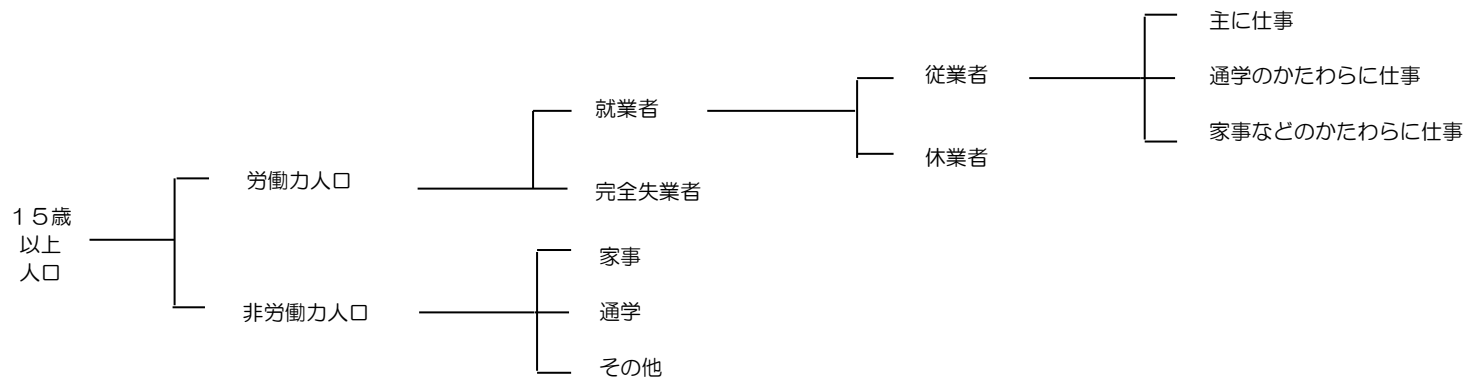 主に仕事
従業者
通学のかたわらに仕事
就業者
家事などのかたわらに仕事
休業者
労働力人口
完全失業者
１５歳
以上
人口
家事
非労働力人口
通学
その他